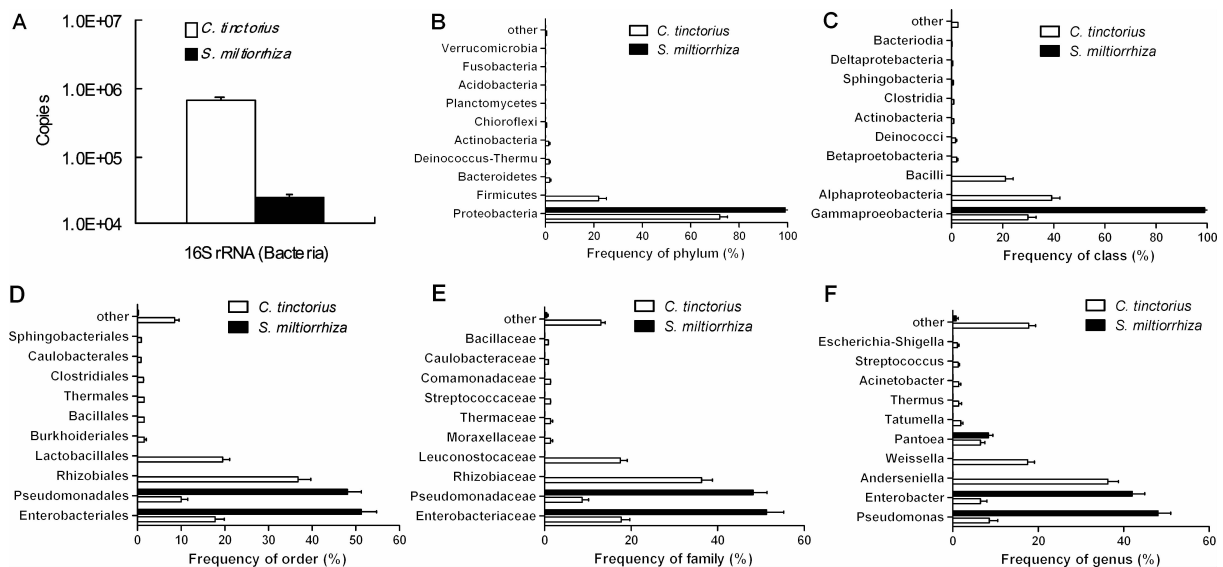 A
1.0E+07
1.0E+06
1.0E+05
1.0E+04
Copies
C. tinctorius
S. miltiorrhiza
16S rRNA (Bacteria)
B
C. tinctorius
S. miltiorrhiza
other
Verrucomicrobia
Fusobacteria
Acidobacteria
Planctomycetes
Chioroflexi
Actinobacteria
Deinococcus-Thermu
Bacteroidetes
Firmicutes
Proteobacteria
0 20 40 60 80 100
Frequency of phylum (%)
C
C. tinctorius
S. miltiorrhiza
other
Bacteriodia
Deltaprotebacteria
Sphingobacteria
Clostridia
Actinobacteria
Deinococci
Betaproetobacteria
Bacilli
Alphaproteobacteria
Gammaproeobacteria
0 20 40 60 80 100
Frequency of class (%)
D
C. tinctorius
S. miltiorrhiza
other
Sphingobacteriales
Caulobacterales
Clostridiales
Thermales
Bacillales
Burkhoideriales
Lactobacillales
Rhizobiales
Pseudomonadales
Enterobacteriales
0 10 20 30 40 50 60
Frequency of order (%)
E
C. tinctorius
S. miltiorrhiza
other
Bacillaceae
Caulobacteraceae
Comamonadaceae
Streptococcaceae
Thermaceae
Moraxellaceae
Leuconostocaceae
Rhizobiaceae
Pseudomonadaceae
Enterobacteriaceae
0 20 40 60
Frequency of family (%)
F
C. tinctorius
S. miltiorrhiza
other
Escherichia-Shigella
Streptococcus
Acinetobacter
Thermus
Tatumella
Pantoea
Weissella
Anderseniella
Enterobacter
Pseudomonas
0 20 40 60
Frequency of genus (%)